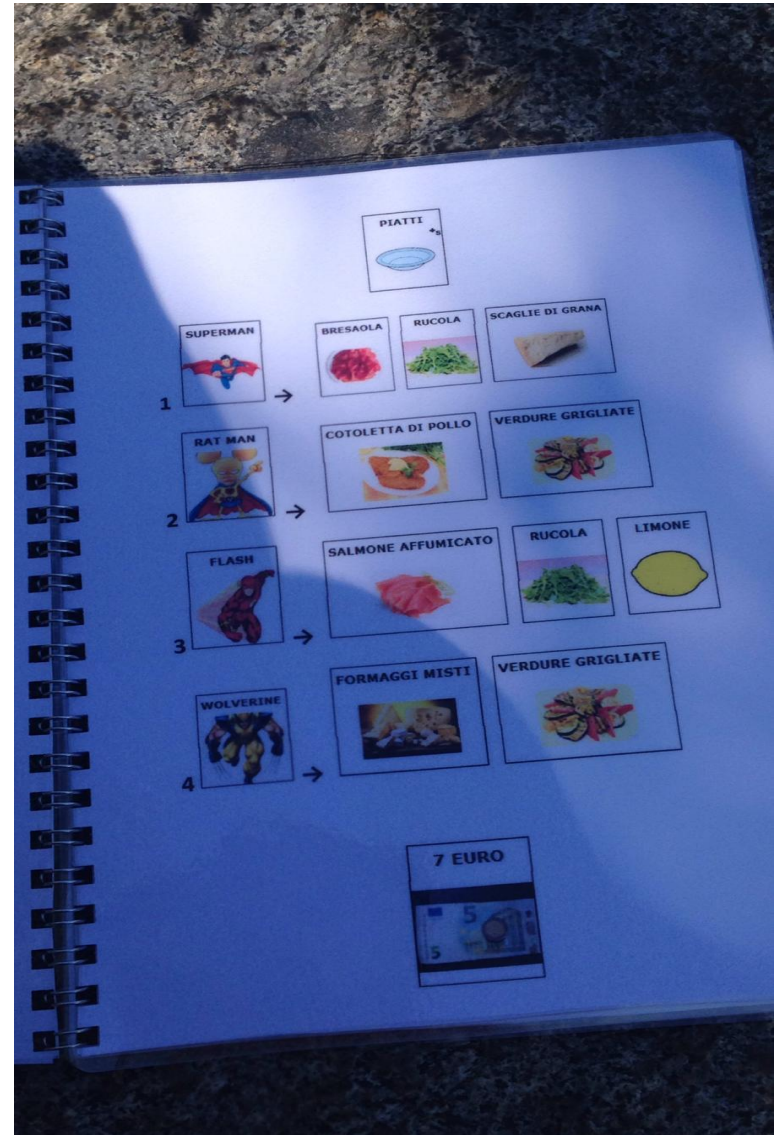 PIATTI
+s
SUPERMAN BRESAOLA RUCOLA SCAGLIE DI GRANA
1 →
RAT MAN COTOLETTA DI POLLO VERDURE GRIGLIATE
2 →
FLASH SALMONE AFFUMICATO RUCOLA LIMONE
3 →
WOLVERINE FORMAGGI MISTI VERDURE GRIGLIATE
4 →
7 EURO
5
5